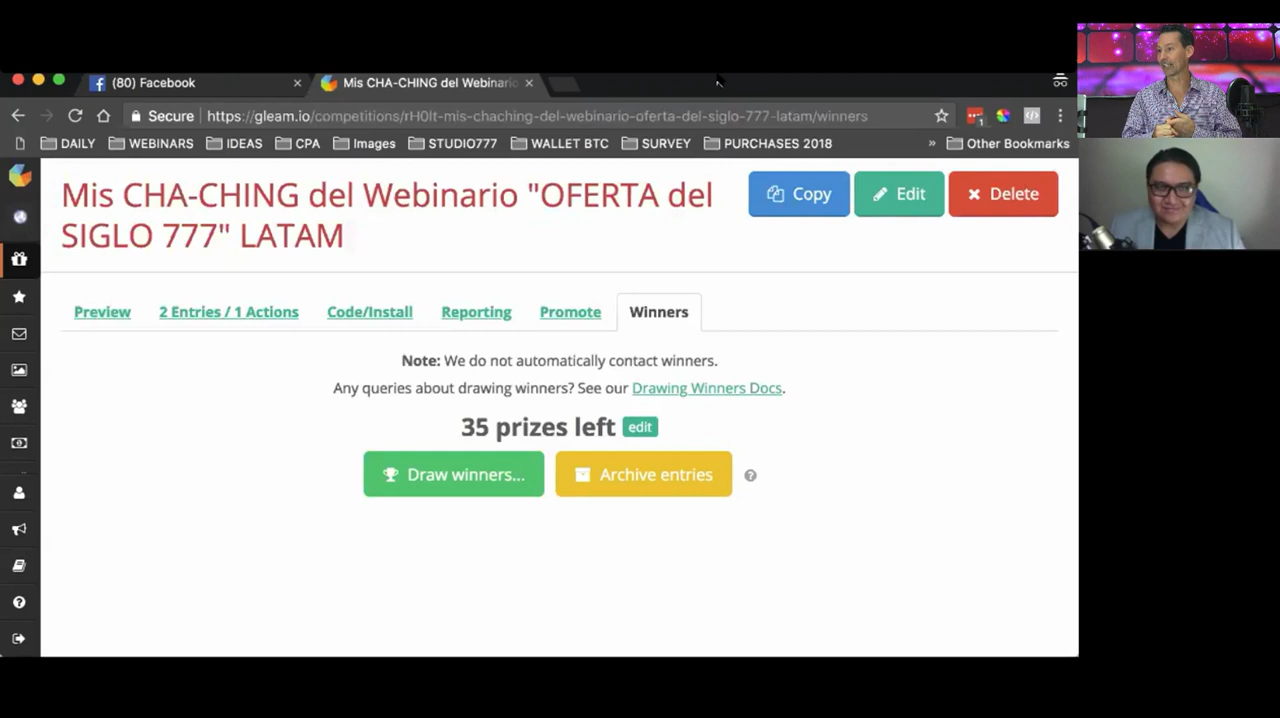 (80) Facebook
Mis CHA-CHING del Webinario
Secure
https://gleam.io/competitions/rH0lt-mis-chaching-del-webinario-oferta-del-siglo-777-latam/winners
1
DAILY WEBINARS IDEAS CPA Images STUDIO777 WALLET BTC SURVEY PURCHASES 2018 » Other Bookmarks
Mis CHA-CHING del Webinario "OFERTA del
SIGLO 777" LATAM
Copy Edit Delete
Preview 2 Entries / 1 Actions Code/Install Reporting Promote Winners
Note: We do not automatically contact winners.
Any queries about drawing winners? See our Drawing Winners Docs.
35 prizes left edit
Draw winners... Archive entries ?